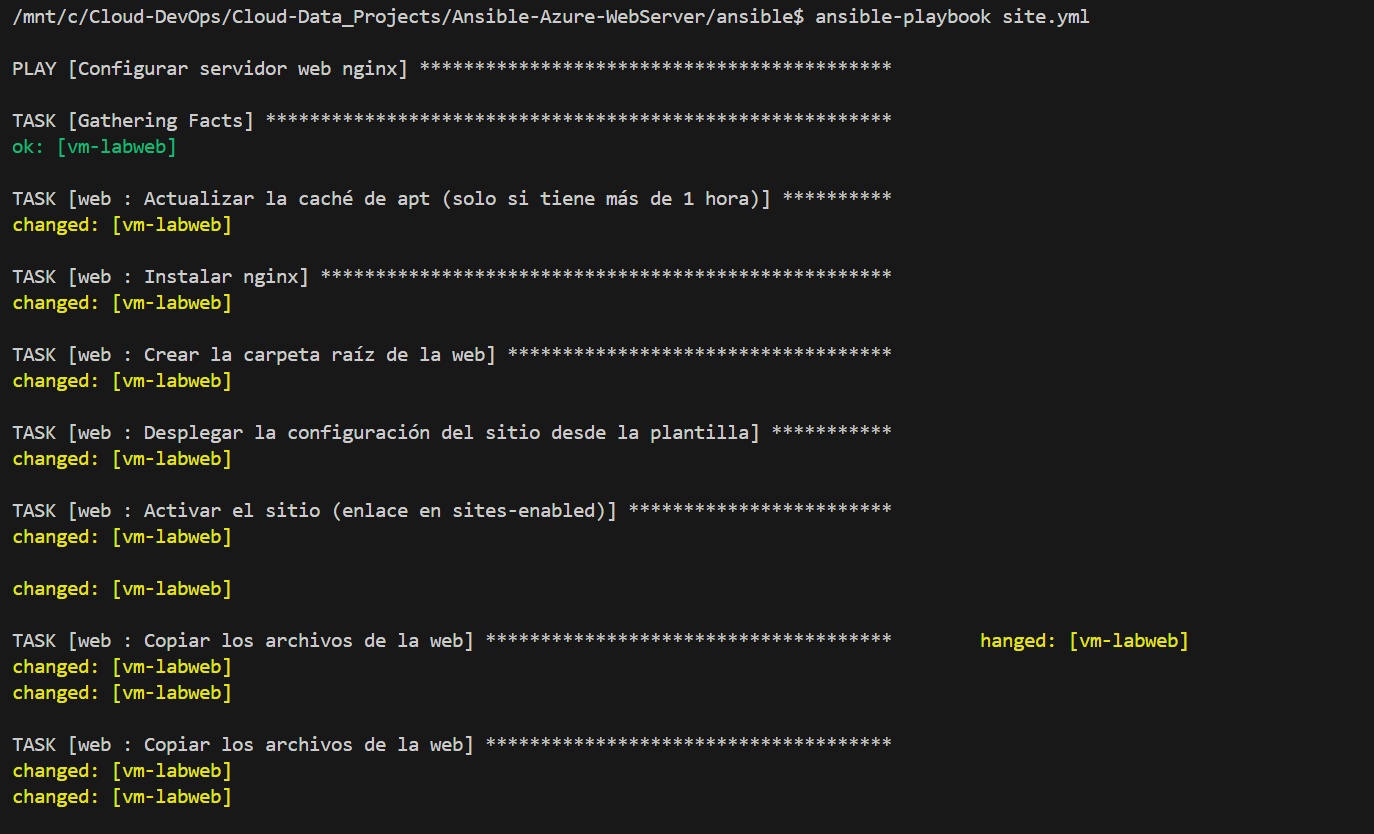 /mnt/c/Cloud-DevOps/Cloud-Data_Projects/Ansible-Azure-WebServer/ansible$ ansible-playbook site.yml
PLAY [Configurar servidor web nginx] *******************************************
TASK [Gathering Facts] *********************************************************
ok: [vm-labweb]
TASK [web : Actualizar la caché de apt (solo si tiene más de 1 hora)] **********
changed: [vm-labweb]
TASK [web : Instalar nginx] ****************************************************
changed: [vm-labweb]
TASK [web : Crear la carpeta raíz de la web] ***********************************
changed: [vm-labweb]
TASK [web : Desplegar la configuración del sitio desde la plantilla] ***********
changed: [vm-labweb]
TASK [web : Activar el sitio (enlace en sites-enabled)] ************************
changed: [vm-labweb]
changed: [vm-labweb]
TASK [web : Copiar los archivos de la web] *************************************        hanged: [vm-labweb]
changed: [vm-labweb]
changed: [vm-labweb]
TASK [web : Copiar los archivos de la web] *************************************
changed: [vm-labweb]
changed: [vm-labweb]